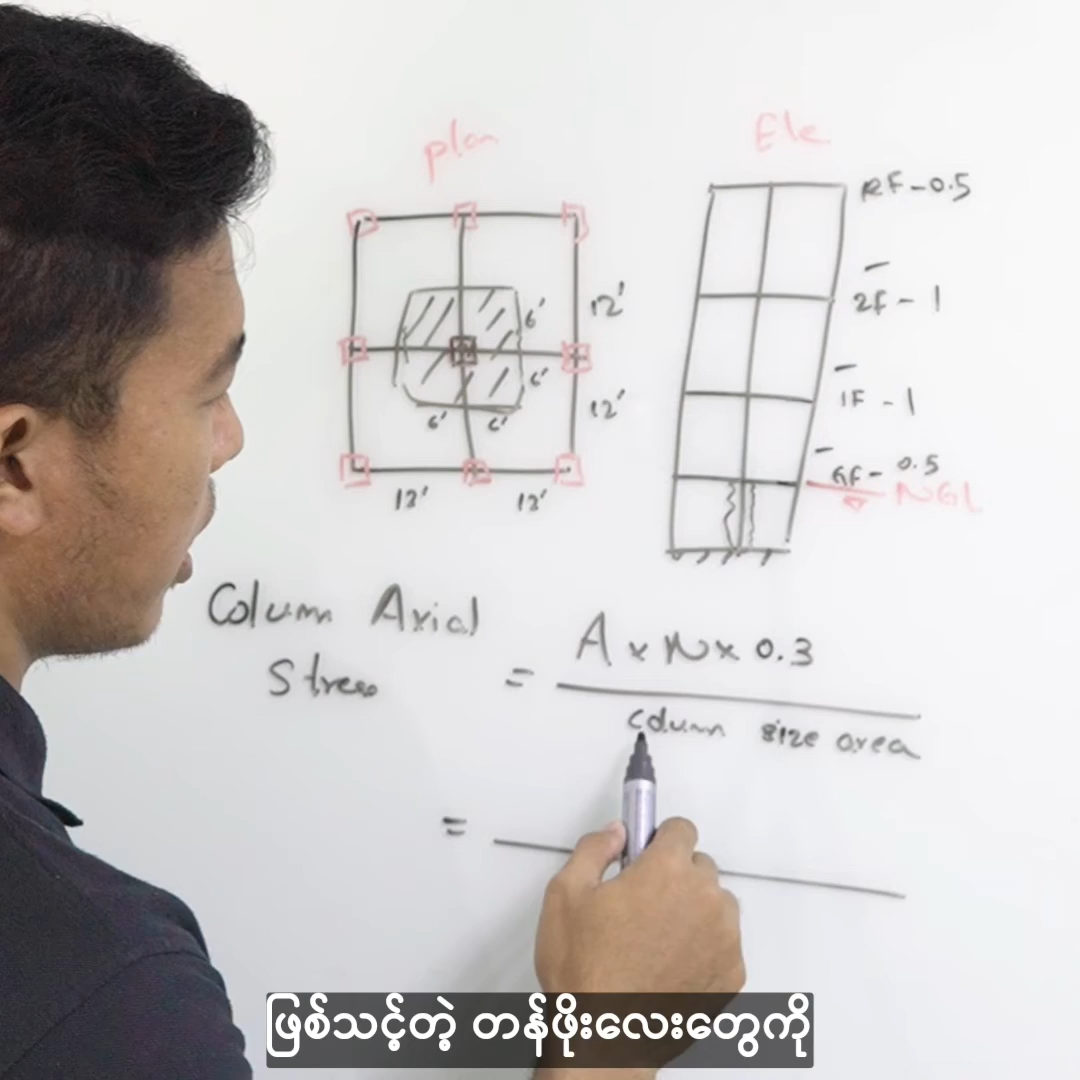 plan
Ele
RF - 0.5
2F - 1
1F - 1
GF - 0.5
NGL
6'
6'
6'
6'
12'
12'
12'
12'
Column Axial
Stress
= A x N x 0.3
column size area
=
ဖြစ်သင့်တဲ့ တန်ဖိုးလေးတွေကို